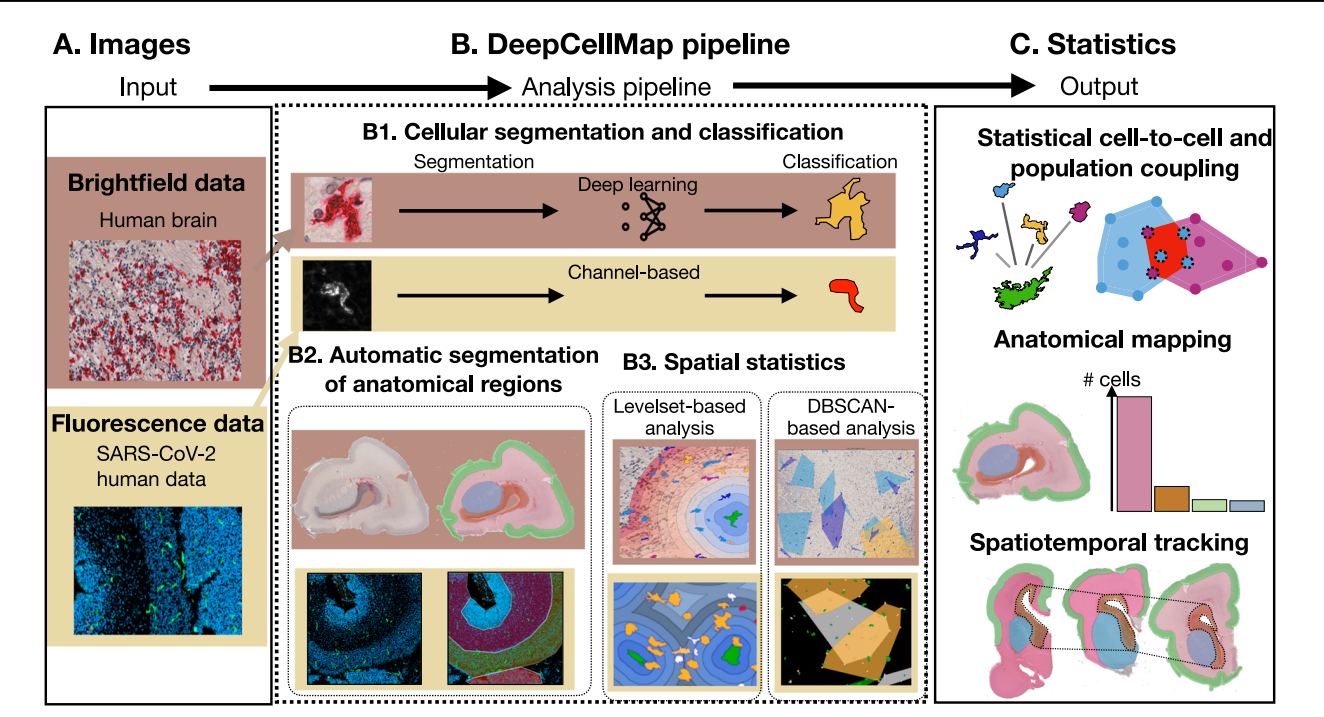 A. Images
B. DeepCellMap pipeline
C. Statistics
Input
Analysis pipeline
Output
Brightfield data
Human brain
Fluorescence data
SARS-CoV-2
human data
B1. Cellular segmentation and classification
Segmentation
Classification
Deep learning
Channel-based
B2. Automatic segmentation
of anatomical regions
B3. Spatial statistics
Levelset-based
analysis
DBSCAN-
based analysis
Statistical cell-to-cell and
population coupling
Anatomical mapping
# cells
Spatiotemporal tracking